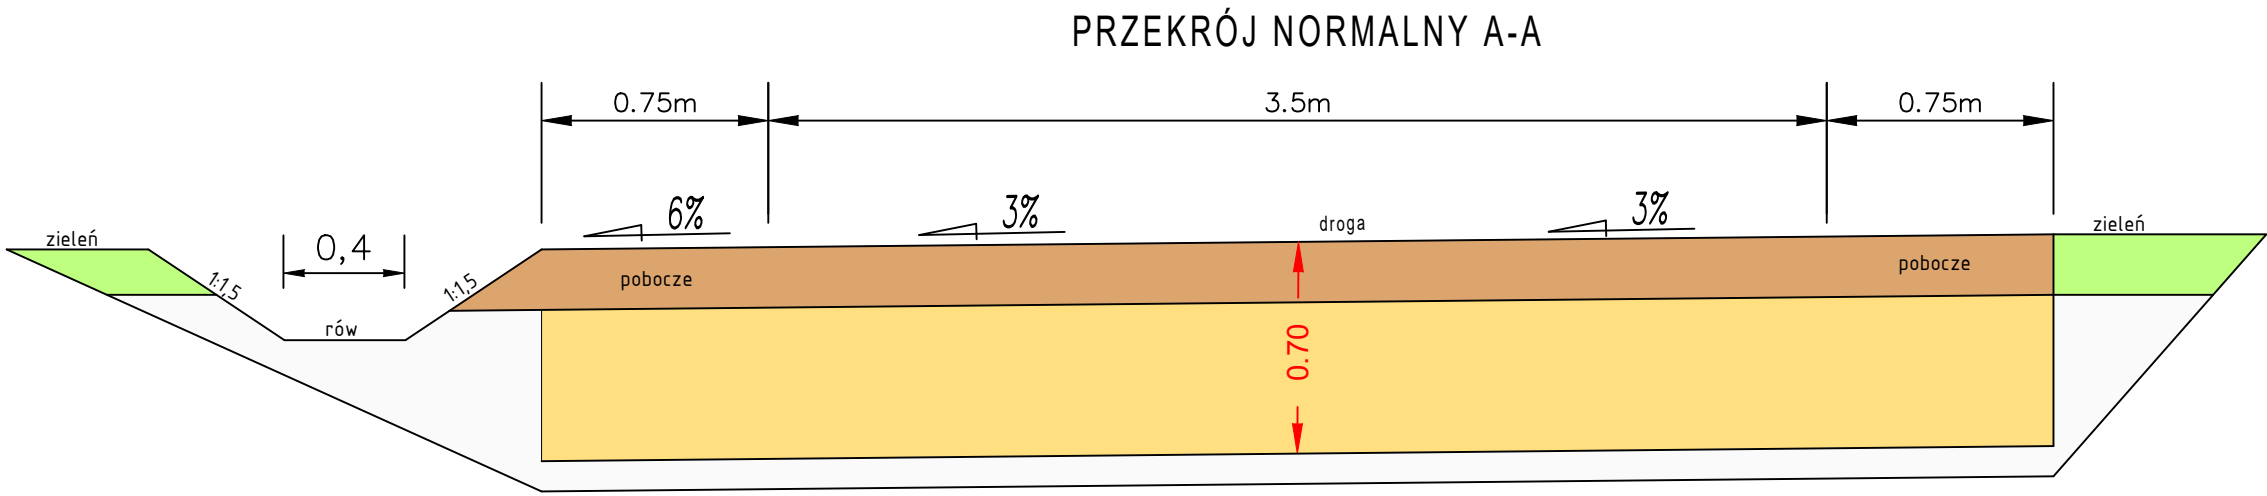 PRZEKRÓJ NORMALNY A-A
0.75m
3.5m
0.75m
6%
3%
droga
3%
zieleń
0,4
zieleń
1:1,5
1:1,5
pobocze
pobocze
rów
0.70